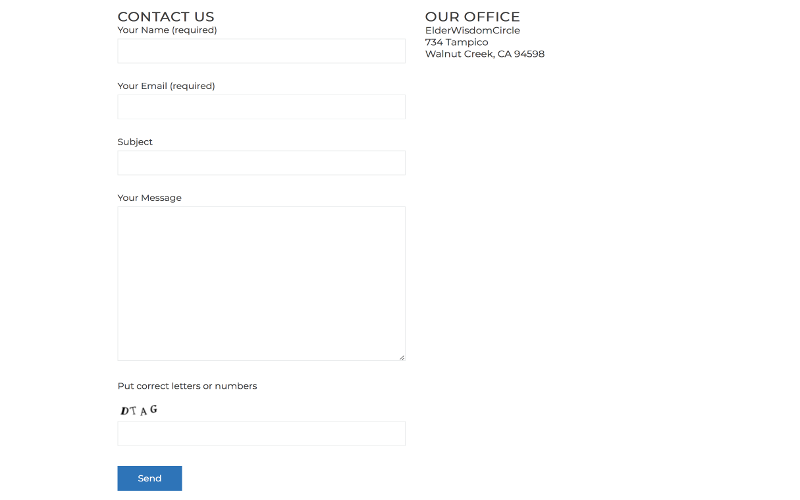 CONTACT US
Your Name (required)
Your Email (required)
Subject
Your Message
Put correct letters or numbers
DTAG
Send
OUR OFFICE
ElderWisdomCircle
734 Tampico
Walnut Creek, CA 94598